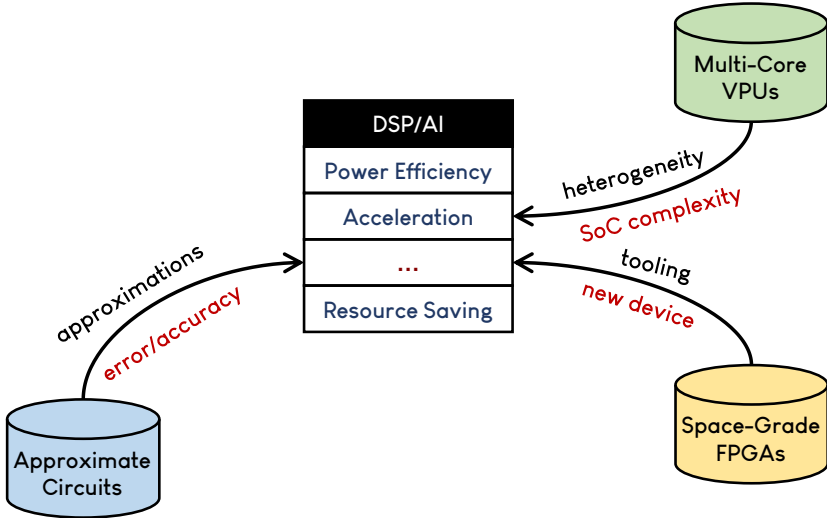 Multi-Core
VPUs
DSP/AI
Power Efficiency
Acceleration
...
Resource Saving
heterogeneity
SoC complexity
tooling
new device
approximations
error/accuracy
Space-Grade
FPGAs
Approximate
Circuits